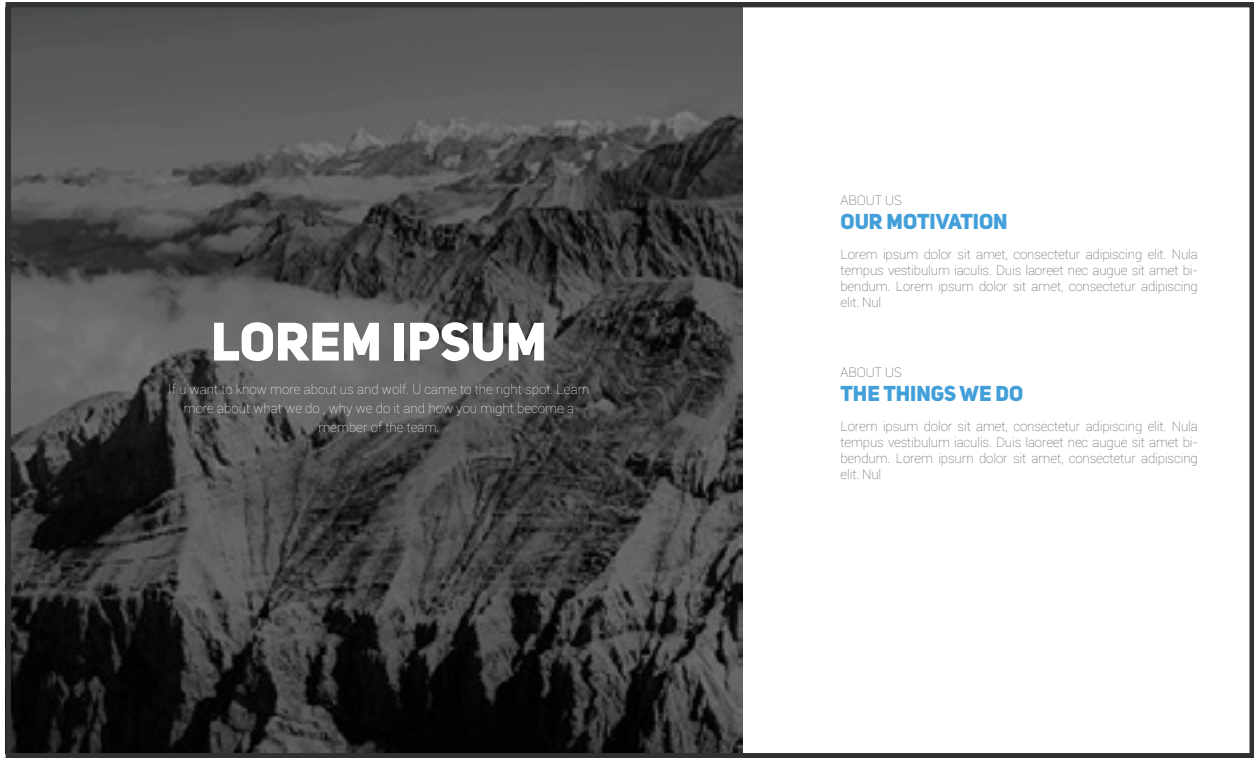 LOREM IPSUM
If u want to know more about us and wolf. U came to the right spot. Learn
more about what we do , why we do it and how you might become a
member of the team.
ABOUT US
OUR MOTIVATION
Lorem ipsum dolor sit amet, consectetur adipiscing elit. Nula
tempus vestibulum iaculis. Duis laoreet nec augue sit amet bi-
bendum. Lorem ipsum dolor sit amet, consectetur adipiscing
elit. Nul
ABOUT US
THE THINGS WE DO
Lorem ipsum dolor sit amet, consectetur adipiscing elit. Nula
tempus vestibulum iaculis. Duis laoreet nec augue sit amet bi-
bendum. Lorem ipsum dolor sit amet, consectetur adipiscing
elit. Nul